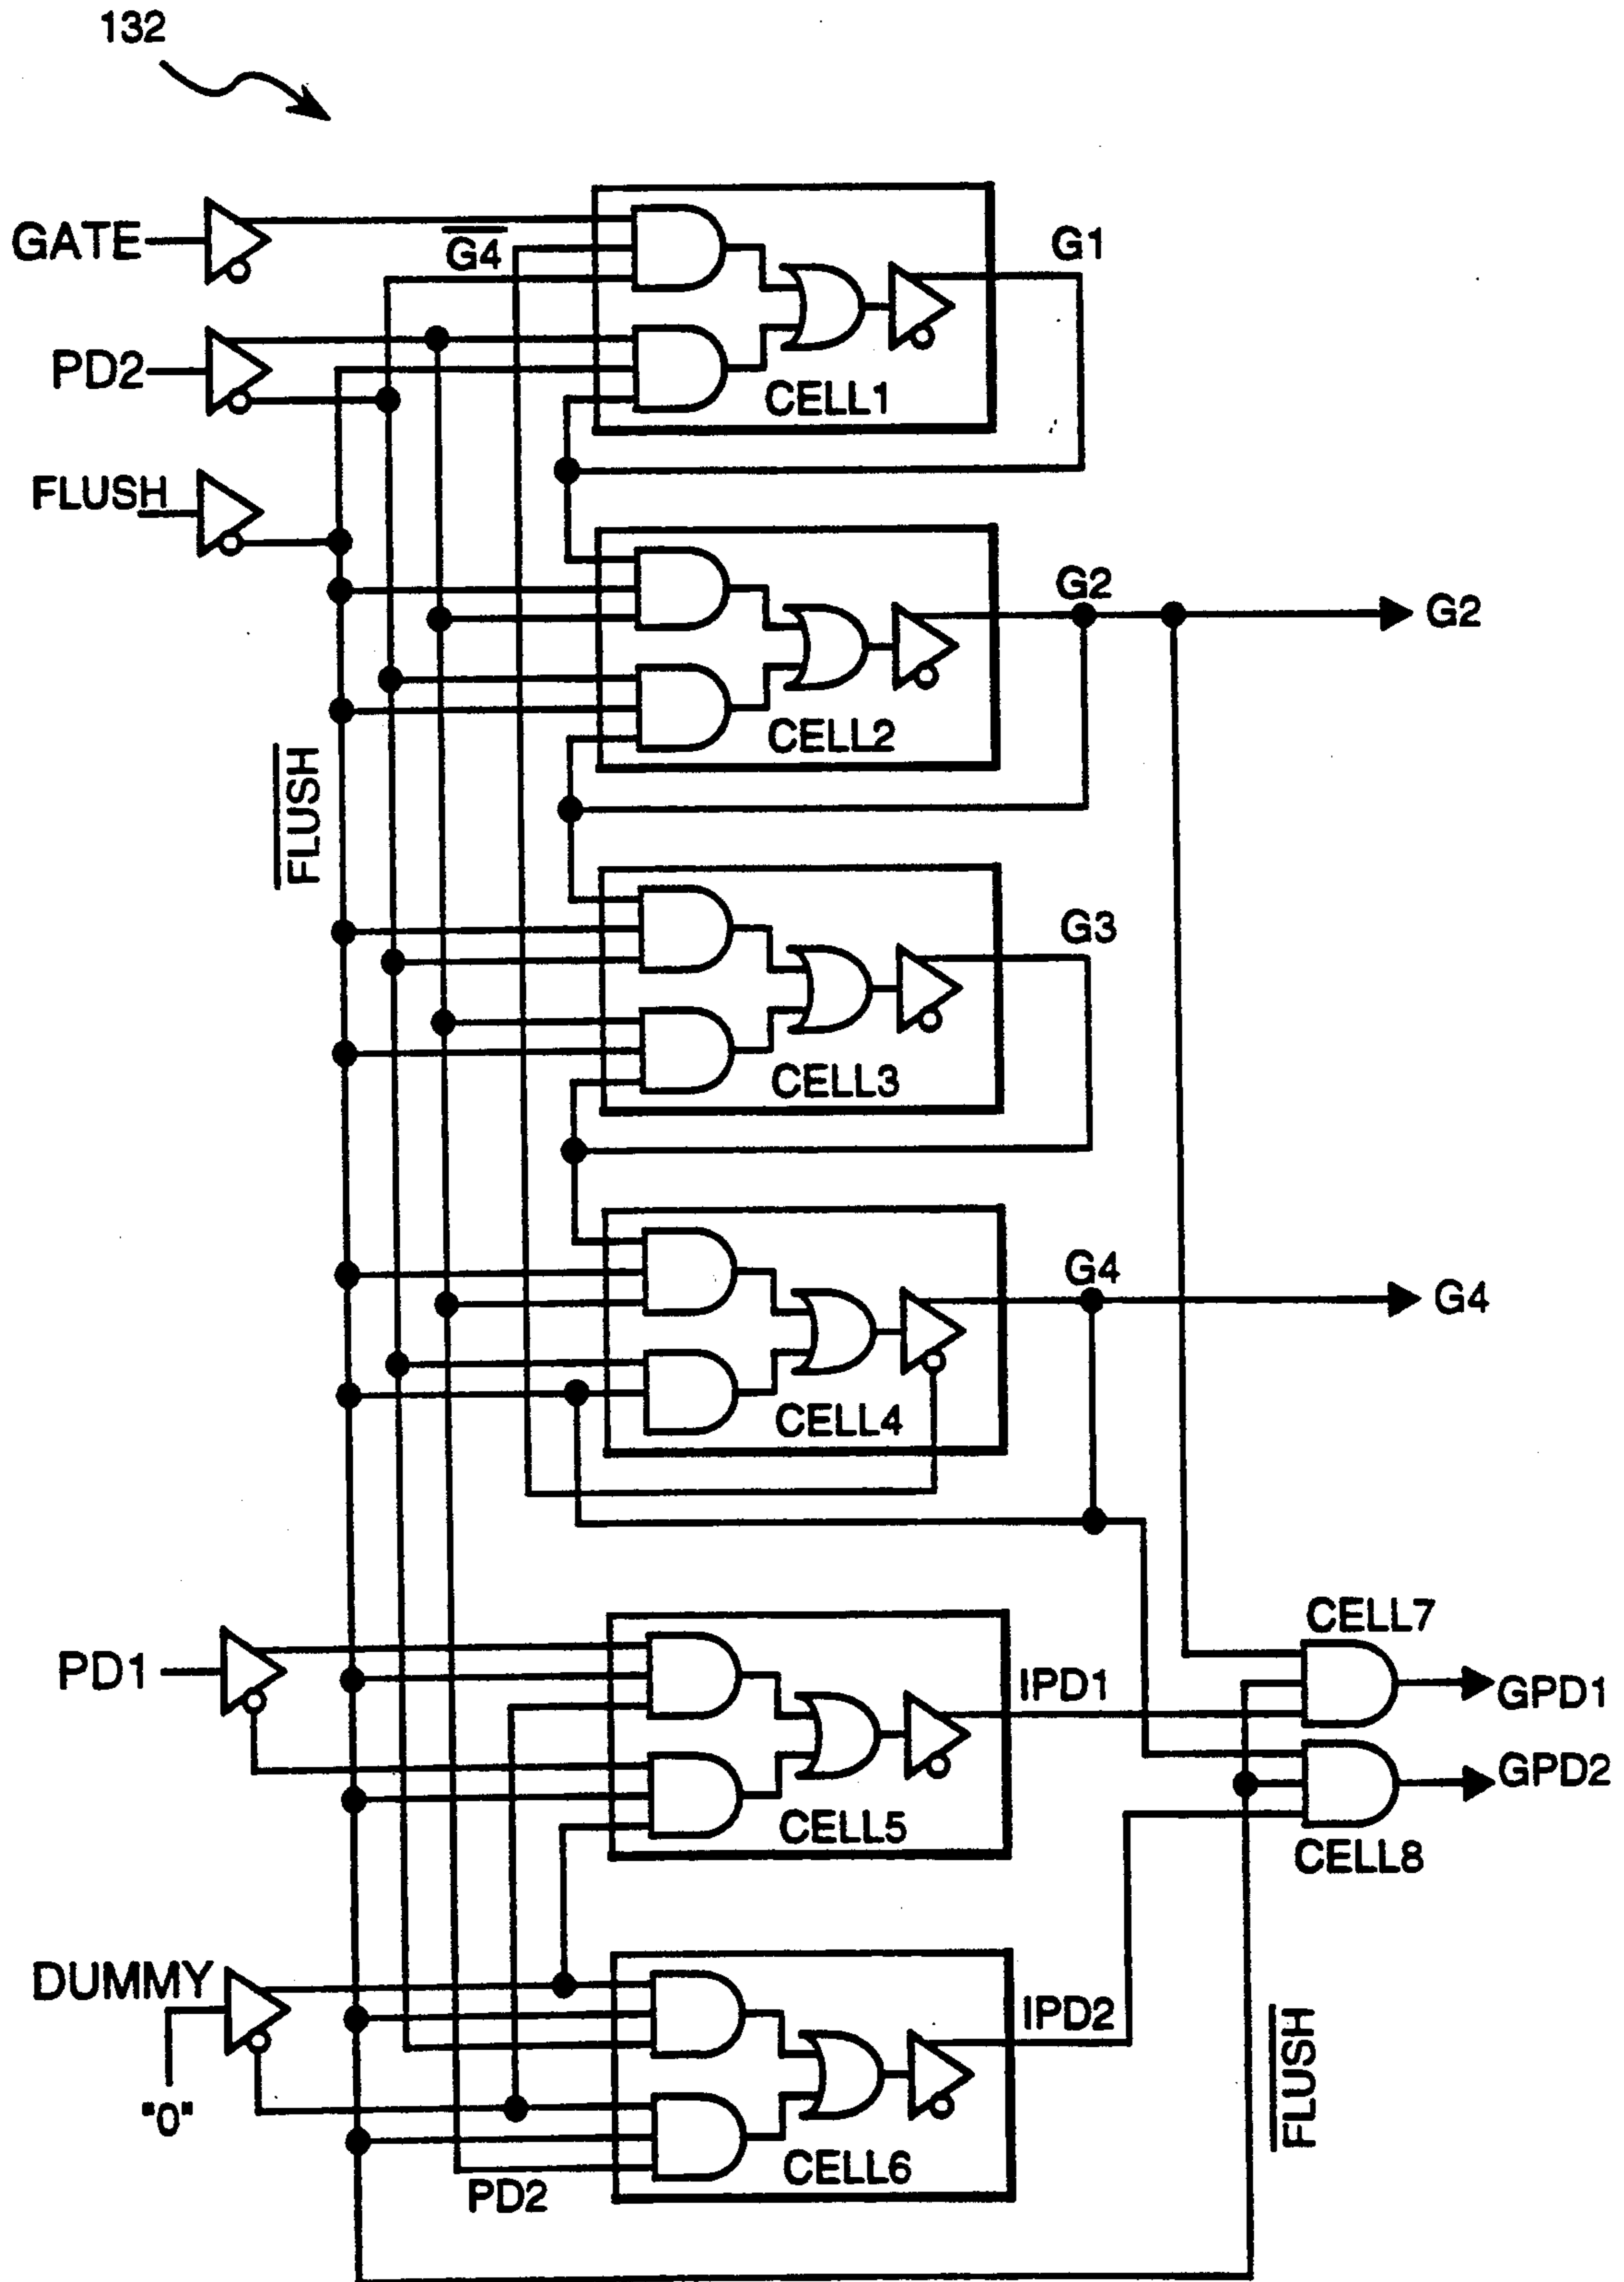 132
GATE
G4
G1
PD2
CELL1
FLUSH
G2
G2
CELL2
FLUSH
G3
CELL3
G4
G4
CELL4
CELL7
PD1
IPD1
GPD1
GPD2
CELL5
CELL8
DUMMY
IPD2
FLUSH
"0"
CELL6
PD2